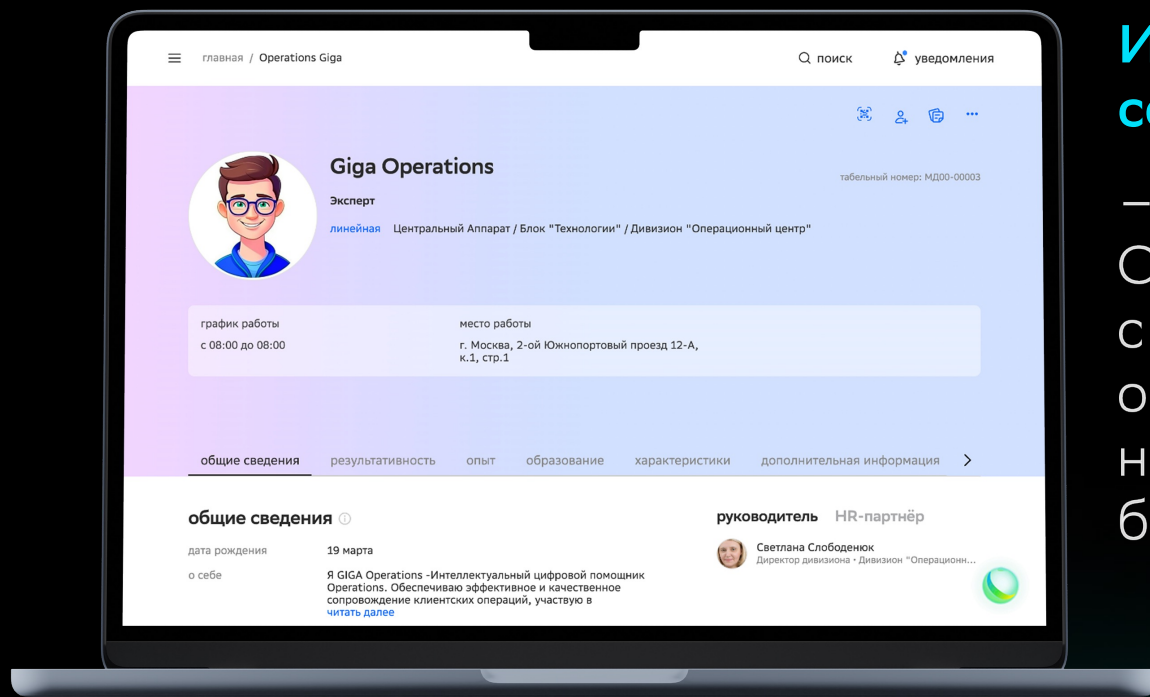 главная / Operations Giga
поиск
уведомления
Giga Operations
табельный номер: МД00-00003
Эксперт
линейная Центральный Аппарат / Блок "Технологии" / Дивизион "Операционный центр"
график работы
с 08:00 до 08:00
место работы
г. Москва, 2-ой Южнопортовый проезд 12-А,
к.1, стр.1
общие сведения результативность опыт образование характеристики дополнительная информация
общие сведения
дата рождения 19 марта
о себе Я GIGA Operations -Интеллектуальный цифровой помощник
Operations. Обеспечиваю эффективное и качественное
сопровождение клиентских операций, участвую в
читать далее
руководитель HR-партнёр
Светлана Слободенюк
Директор дивизиона • Дивизион "Операционн...